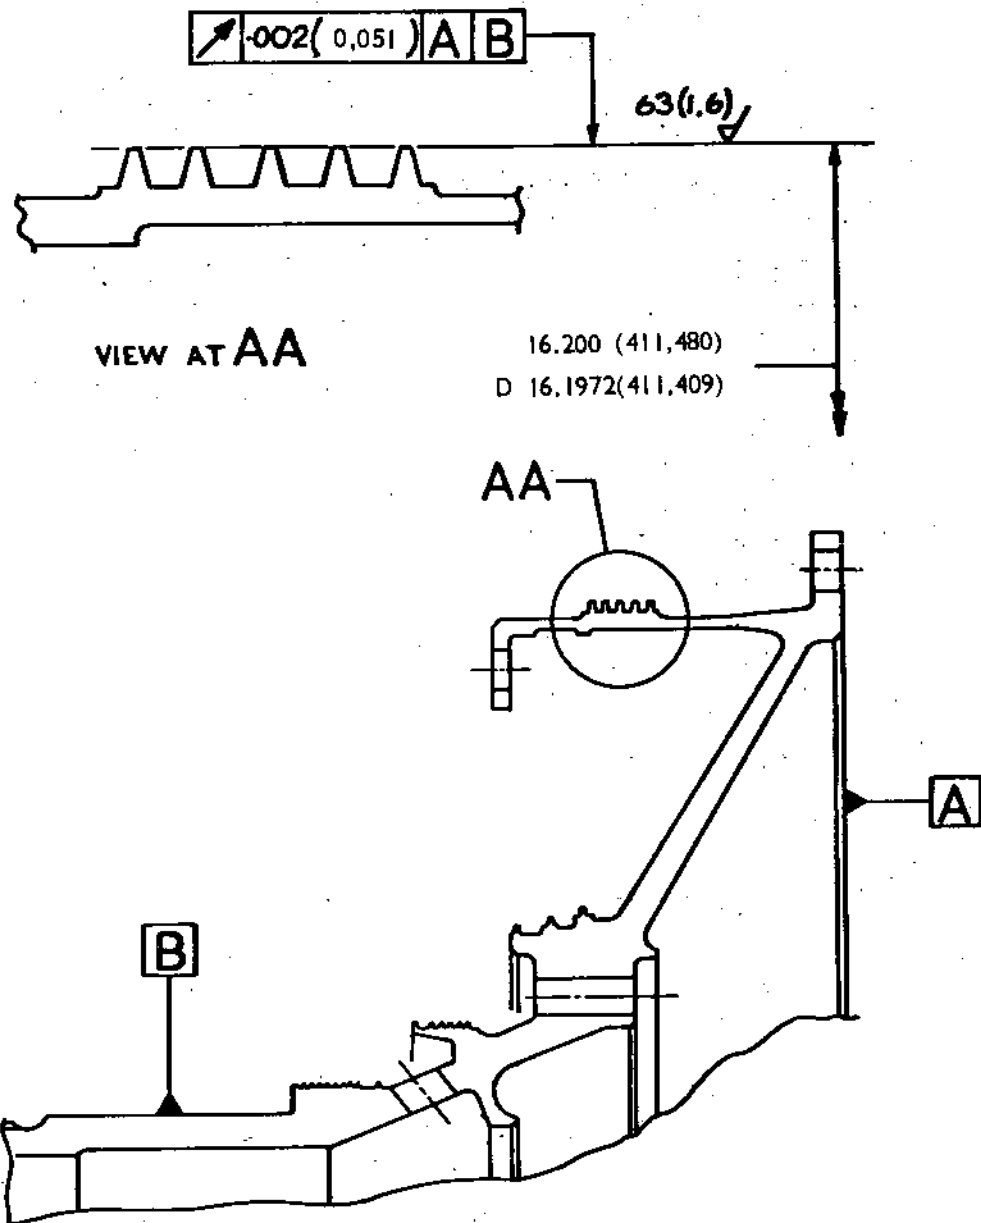 .002( 0,051 ) A B
63(1.6)
VIEW AT AA
16.200 (411,480)
D 16.1972(411,409)
AA
A
B